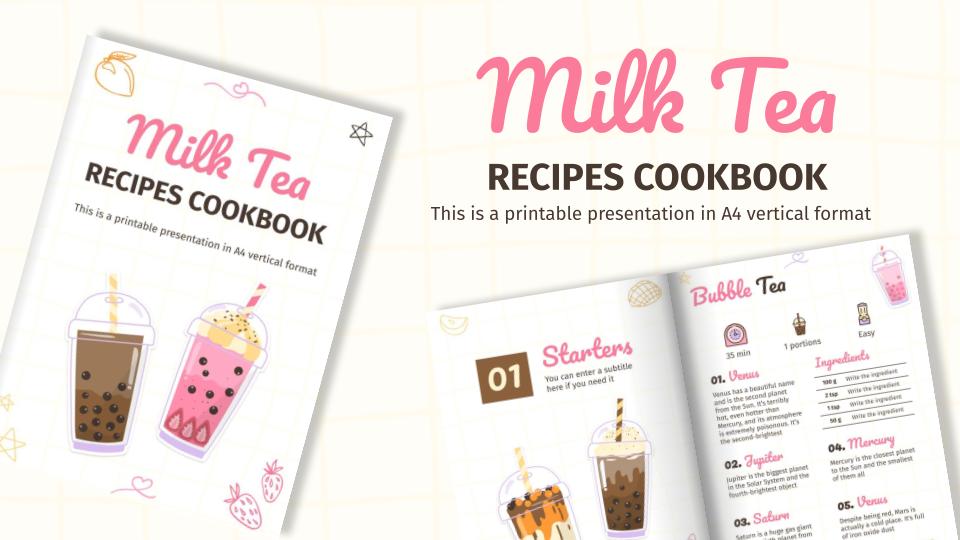 Milk Tea
RECIPES COOKBOOK
This is a printable presentation in A4 vertical format
Milk Tea
RECIPES COOKBOOK
This is a printable presentation in A4 vertical format
01
Starters
You can enter a subtitle
here if you need it
Bubble Tea
35 min
1 portions
Easy
01. Venus
Venus has a beautiful name
and is the second planet
from the Sun. It's terribly
hot, even hotter than
Mercury, and its atmosphere
is extremely poisonous. It's
the second-brightest
02. Jupiter
Jupiter is the biggest planet
in the Solar System and the
fourth-brightest object
03. Saturn
Saturn is a huge gas giant
planet from
Ingredients
100 g Write the ingredient
2 tsp Write the ingredient
1 tsp Write the ingredient
50 g Write the ingredient
04. Mercury
Mercury is the closest planet
to the Sun and the smallest
of them all
05. Venus
Despite being red, Mars is
actually a cold place. It's full
of iron oxide dust